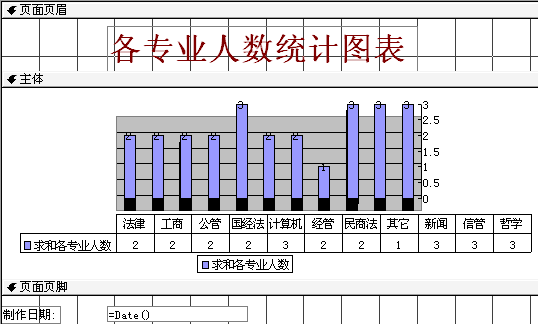 页面页眉
各专业人数统计图表
主体
3 3 3 3 3
2.5
2 2 2 2 2 2 2
1.5
1 1
0.5
0
法律 工商 公管 国经法 计算机 经管 民商法 其它 新闻 信管 哲学
求和各专业人数 2 2 2 2 3 2 2 1 3 3 3
求和各专业人数
页面页脚
制作日期: =Date()